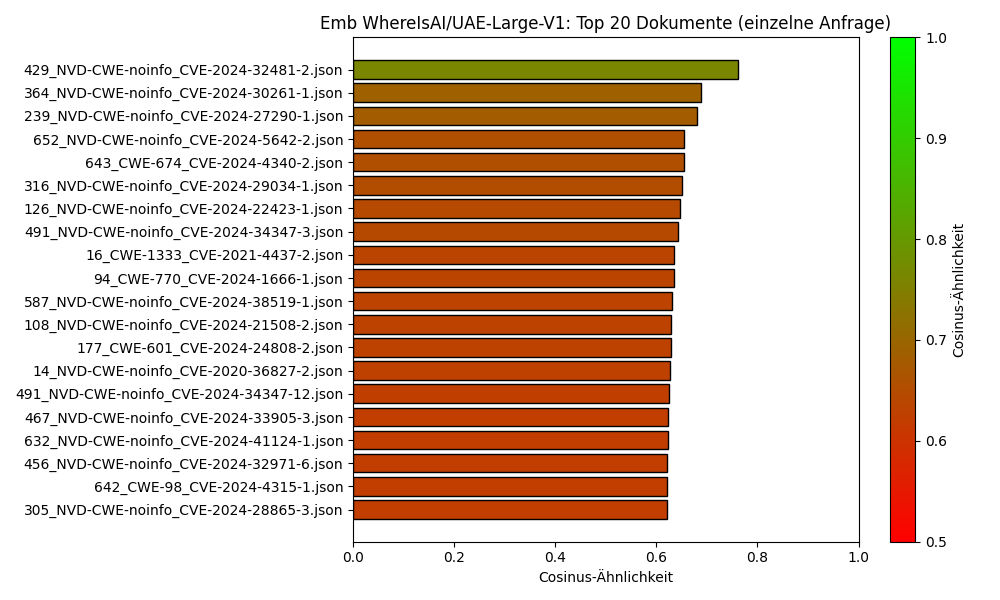 Emb WhereIsAI/UAE-Large-V1: Top 20 Dokumente (einzelne Anfrage)
429_NVD-CWE-noinfo_CVE-2024-32481-2.json
364_NVD-CWE-noinfo_CVE-2024-30261-1.json
239_NVD-CWE-noinfo_CVE-2024-27290-1.json
652_NVD-CWE-noinfo_CVE-2024-5642-2.json
643_CWE-674_CVE-2024-4340-2.json
316_NVD-CWE-noinfo_CVE-2024-29034-1.json
126_NVD-CWE-noinfo_CVE-2024-22423-1.json
491_NVD-CWE-noinfo_CVE-2024-34347-3.json
16_CWE-1333_CVE-2021-4437-2.json
94_CWE-770_CVE-2024-1666-1.json
587_NVD-CWE-noinfo_CVE-2024-38519-1.json
108_NVD-CWE-noinfo_CVE-2024-21508-2.json
177_CWE-601_CVE-2024-24808-2.json
14_NVD-CWE-noinfo_CVE-2020-36827-2.json
491_NVD-CWE-noinfo_CVE-2024-34347-12.json
467_NVD-CWE-noinfo_CVE-2024-33905-3.json
632_NVD-CWE-noinfo_CVE-2024-41124-1.json
456_NVD-CWE-noinfo_CVE-2024-32971-6.json
642_CWE-98_CVE-2024-4315-1.json
305_NVD-CWE-noinfo_CVE-2024-28865-3.json
0.0 0.2 0.4 0.6 0.8 1.0
Cosinus-Ähnlichkeit
1.0
0.9
0.8
0.7
0.6
0.5
Cosinus-Ähnlichkeit